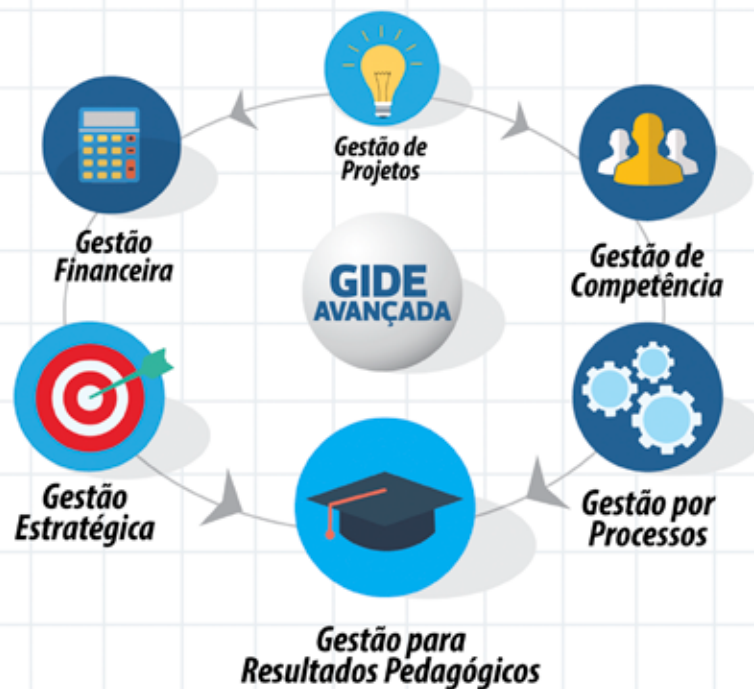 Gestão de
Projetos
Gestão
Financeira
Gestão de
Competência
GIDE
AVANÇADA
Gestão
Estratégica
Gestão por
Processos
Gestão para
Resultados Pedagógicos